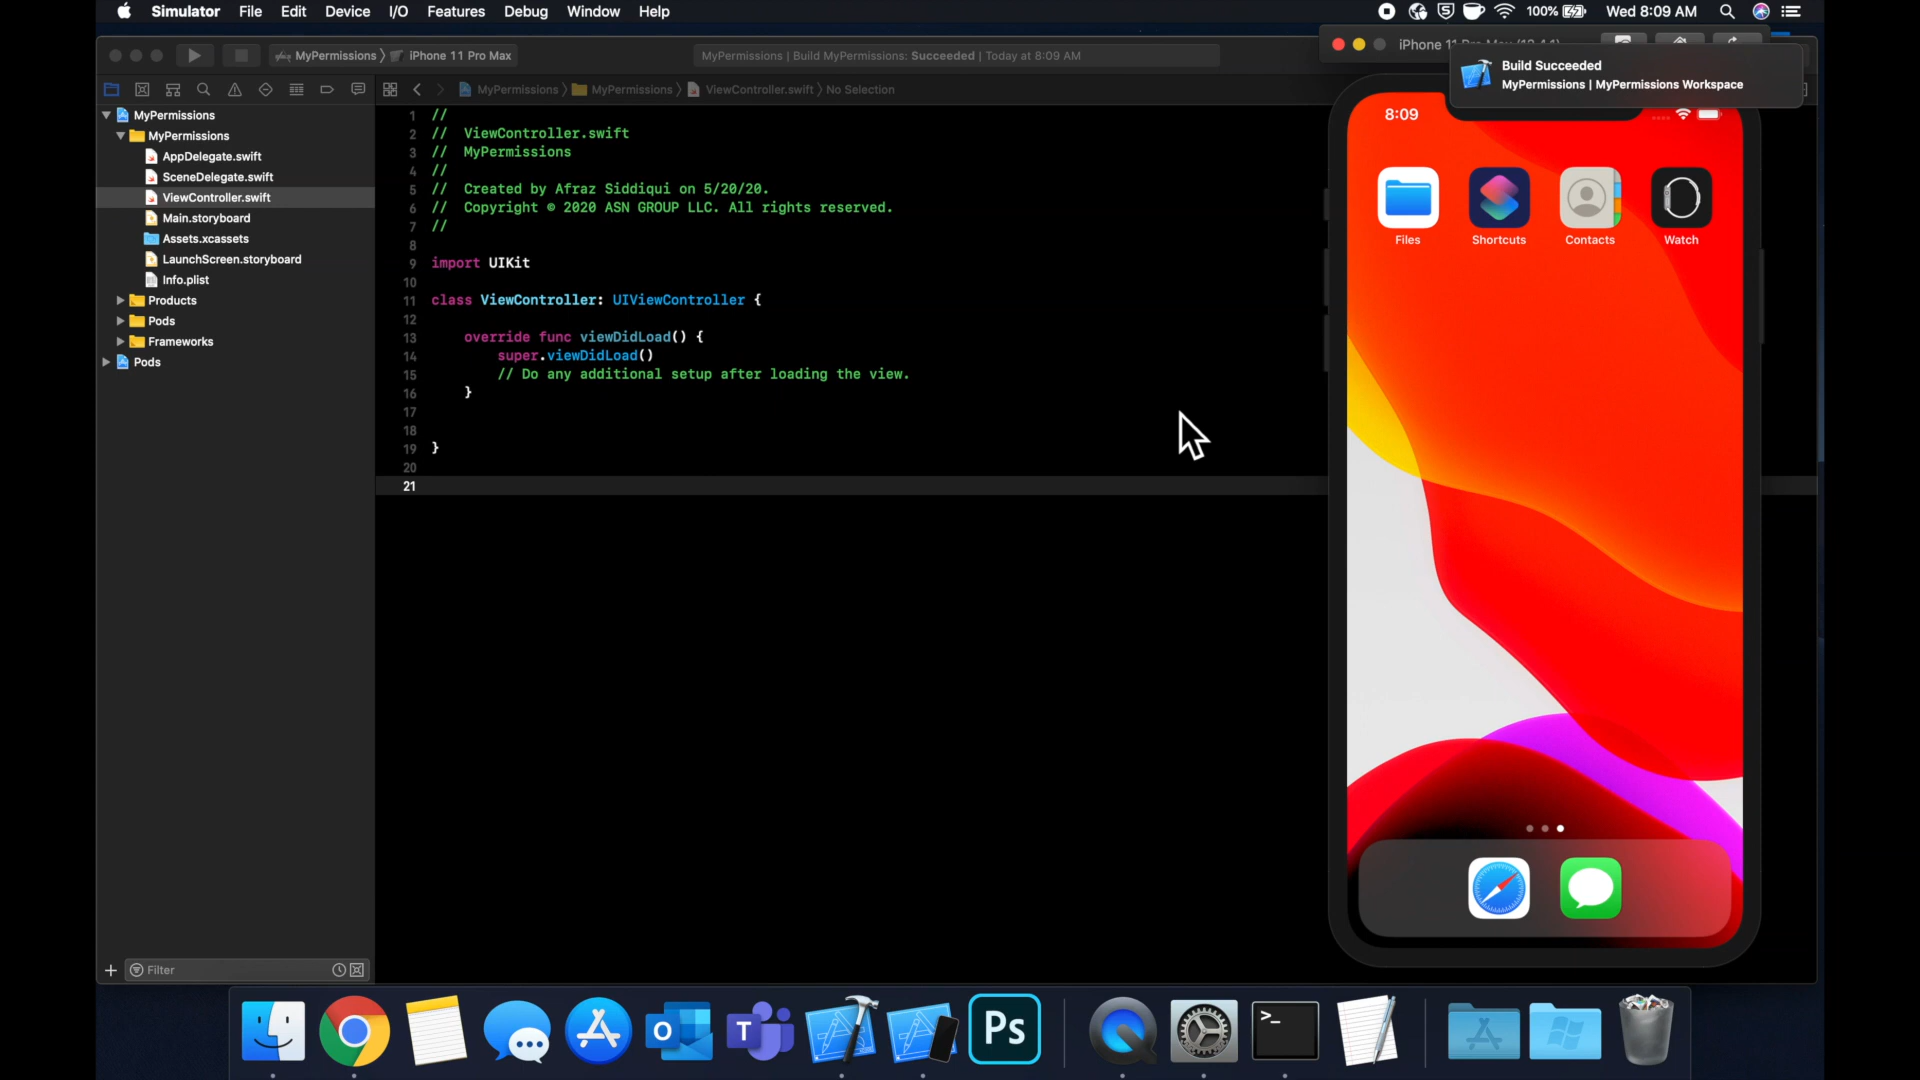 Simulator File Edit Device I/O Features Debug Window Help 100% Wed 8:09 AM
MyPermissions iPhone 11 Pro Max
MyPermissions | Build MyPermissions: Succeeded | Today at 8:09 AM
Build Succeeded
MyPermissions | MyPermissions Workspace
MyPermissions MyPermissions ViewController.swift No Selection
MyPermissions
MyPermissions
AppDelegate.swift
SceneDelegate.swift
ViewController.swift
Main.storyboard
Assets.xcassets
LaunchScreen.storyboard
Info.plist
Products
Pods
Frameworks
Pods
Filter
1 //
2 // ViewController.swift
3 // MyPermissions
4 //
5 // Created by Afraz Siddiqui on 5/20/20.
6 // Copyright © 2020 ASN GROUP LLC. All rights reserved.
7 //
8
9 import UIKit
10
11 class ViewController: UIViewController {
12
13 override func viewDidLoad() {
14 super.viewDidLoad()
15 // Do any additional setup after loading the view.
16 }
17
18
19 }
20
21
8:09
Files Shortcuts Contacts Watch
O T Ps >_